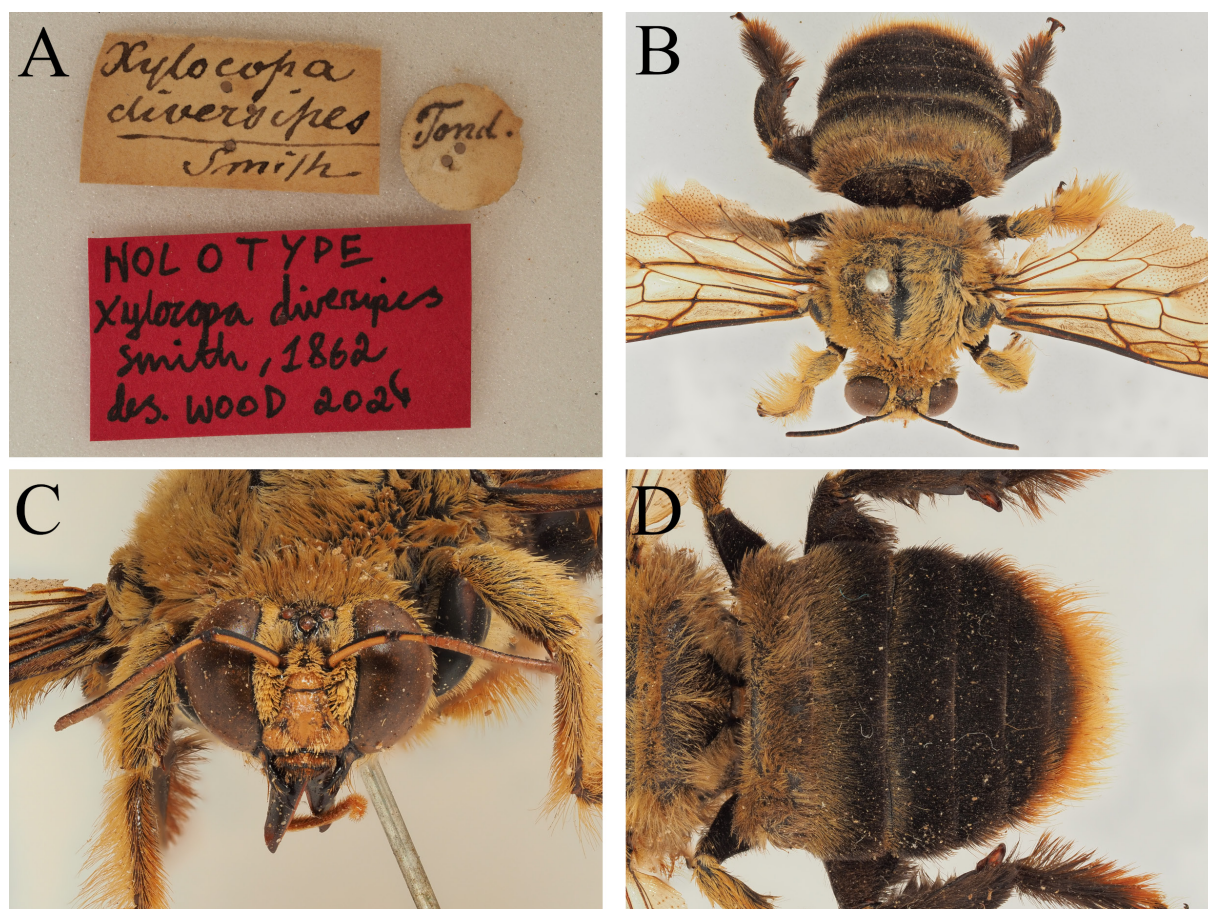 A
Xylocopa
diversipes
Smith.
Tond.
HOLOTYPE
Xylocopa diversipes
Smith, 1862
des. WOOD 2024
B
C
D